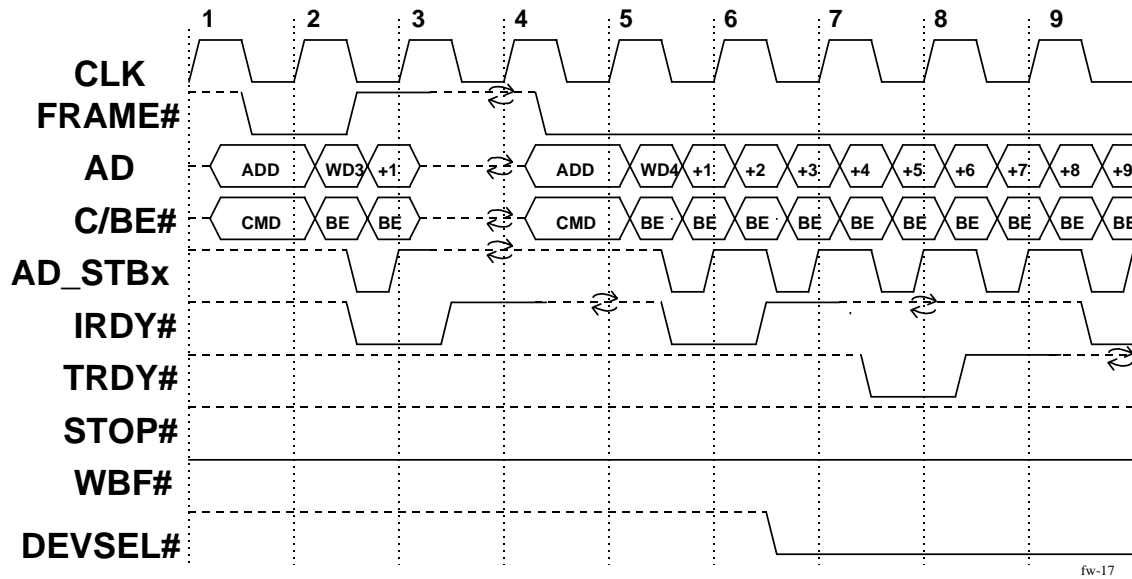 1 2 3 4 5 6 7 8 9
CLK
FRAME#
AD ADD WD3 +1 ADD WD4 +1 +2 +3 +4 +5 +6 +7 +8 +9
C/BE# CMD BE BE CMD BE BE BE BE BE BE BE BE BE BE
AD_STBx
IRDY#
TRDY#
STOP#
WBF#
DEVSEL#
fw-17